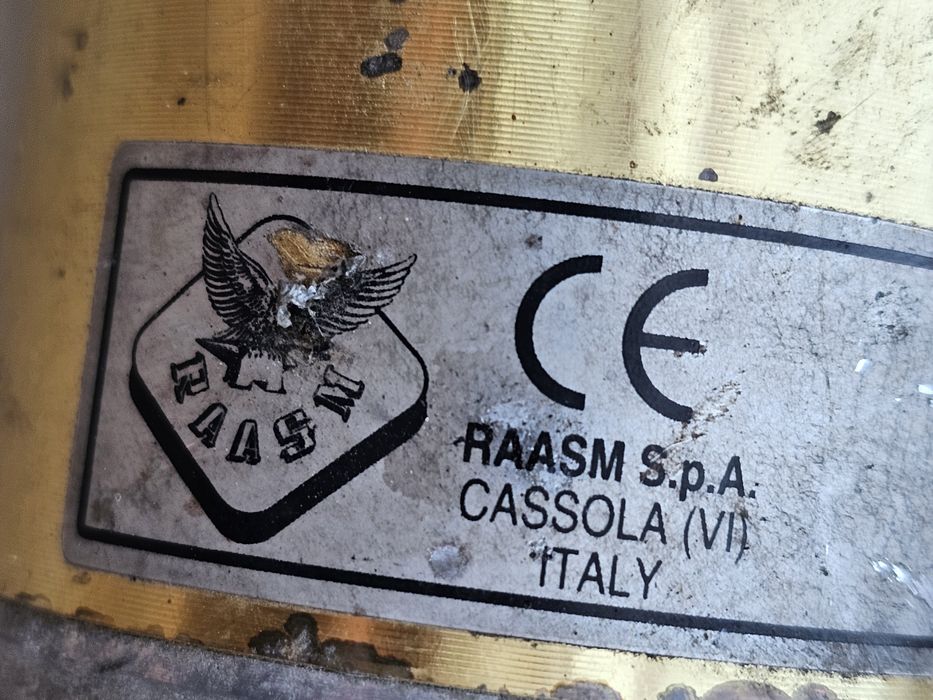 RAASM
CE
RAASM S.p.A.
CASSOLA (VI)
ITALY